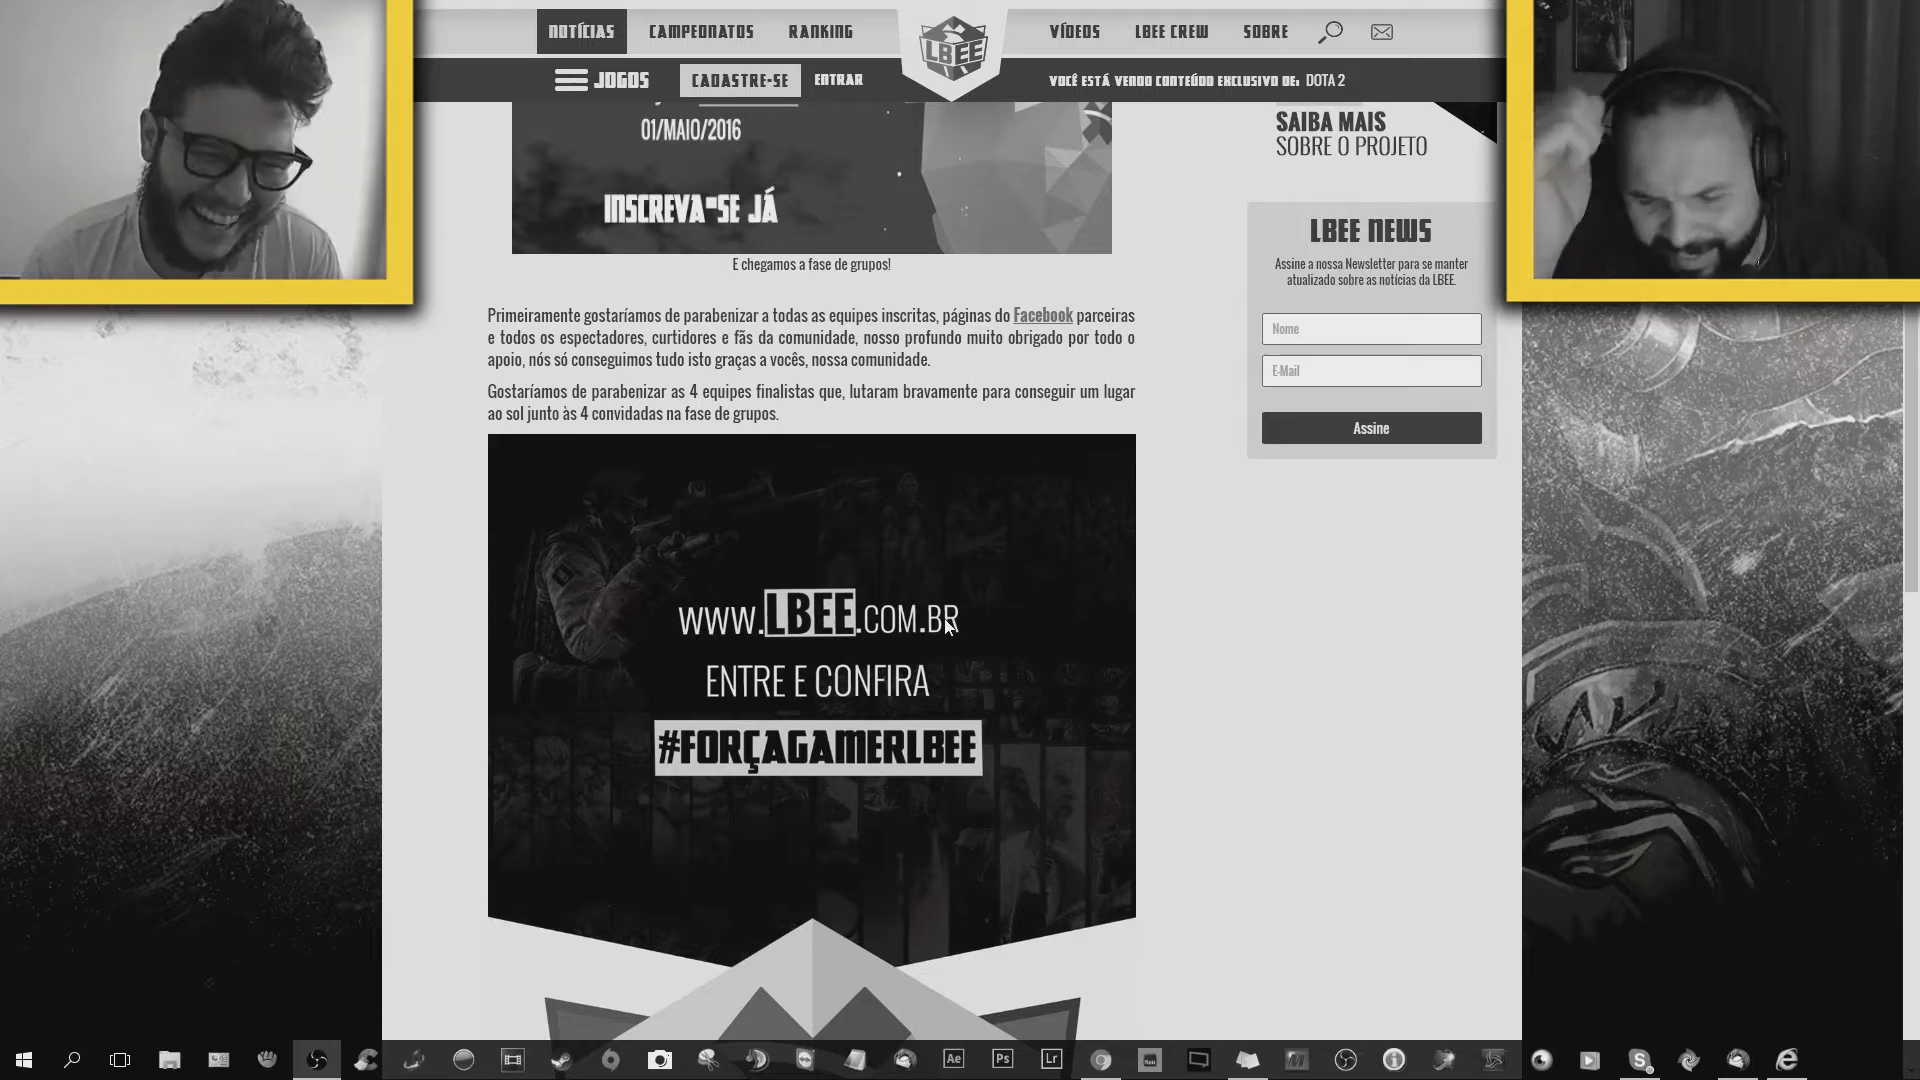 NOTÍCIAS CAMPEONATOS RANKING
LBEE
VÍDEOS LBEE CREW SOBRE
JOGOS CADASTRE-SE ENTRAR
VOCÊ ESTÁ VENDO CONTEÚDO EXCLUSIVO DE: DOTA 2
01/MAIO/2016
INSCREVA-SE JÁ
E chegamos a fase de grupos!
Primeiramente gostaríamos de parabenizar a todas as equipes inscritas, páginas do Facebook parceiras
e todos os espectadores, curtidores e fãs da comunidade, nosso profundo muito obrigado por todo o
apoio, nós só conseguimos tudo isto graças a vocês, nossa comunidade.
Gostaríamos de parabenizar as 4 equipes finalistas que, lutaram bravamente para conseguir um lugar
ao sol junto às 4 convidadas na fase de grupos.
WWW.LBEE.COM.BR
ENTRE E CONFIRA
#FORÇAGAMERLBEE
SAIBA MAIS
SOBRE O PROJETO
LBEE NEWS
Assine a nossa Newsletter para se manter
atualizado sobre as notícias da LBEE.
Nome
E-Mail
Assine
Ae Ps Lr